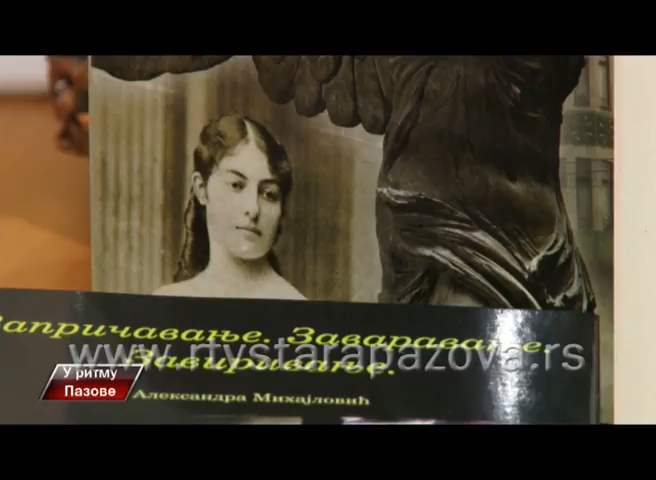 Запричавање. Заваравање.
Завиривање.
www.rtvstarapazova.rs
У ритму
Пазове
Александра Михајловић